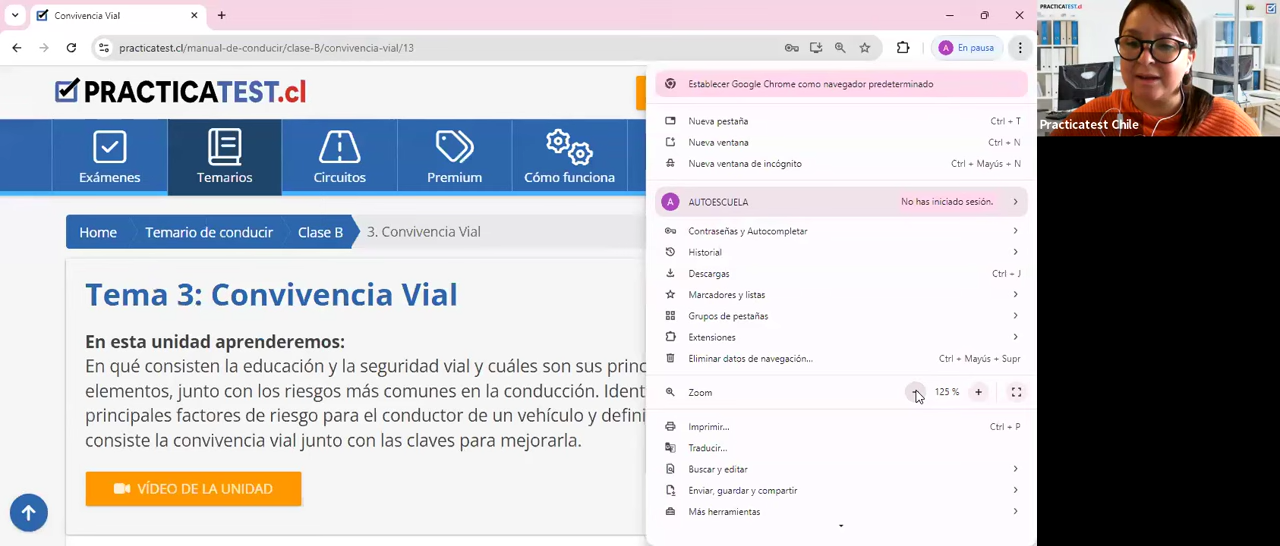 Convivencia Vial
practicatest.cl/manual-de-conducir/clase-B/convivencia-vial/13
A
En pausa
PRACTICATEST.cl
Exámenes
Temarios
Circuitos
Premium
Cómo funciona
Home
Temario de conducir
Clase B
3. Convivencia Vial
Tema 3: Convivencia Vial
En esta unidad aprenderemos:
En qué consisten la educación y la seguridad vial y cuáles son sus princ
elementos, junto con los riesgos más comunes en la conducción. Ident
principales factores de riesgo para el conductor de un vehículo y defini
consiste la convivencia vial junto con las claves para mejorarla.
VÍDEO DE LA UNIDAD
Establecer Google Chrome como navegador predeterminado
Nueva pestaña Ctrl + T
Nueva ventana Ctrl + N
Nueva ventana de incógnito Ctrl + Mayús + N
A AUTOESCUELA No has iniciado sesión.
Contraseñas y Autocompletar
Historial
Descargas Ctrl + J
Marcadores y listas
Grupos de pestañas
Extensiones
Eliminar datos de navegación... Ctrl + Mayús + Supr
Zoom - 125 % +
Imprimir... Ctrl + P
Traducir...
Buscar y editar
Enviar, guardar y compartir
Más herramientas
PRACTICATEST.cl
Practicatest Chile